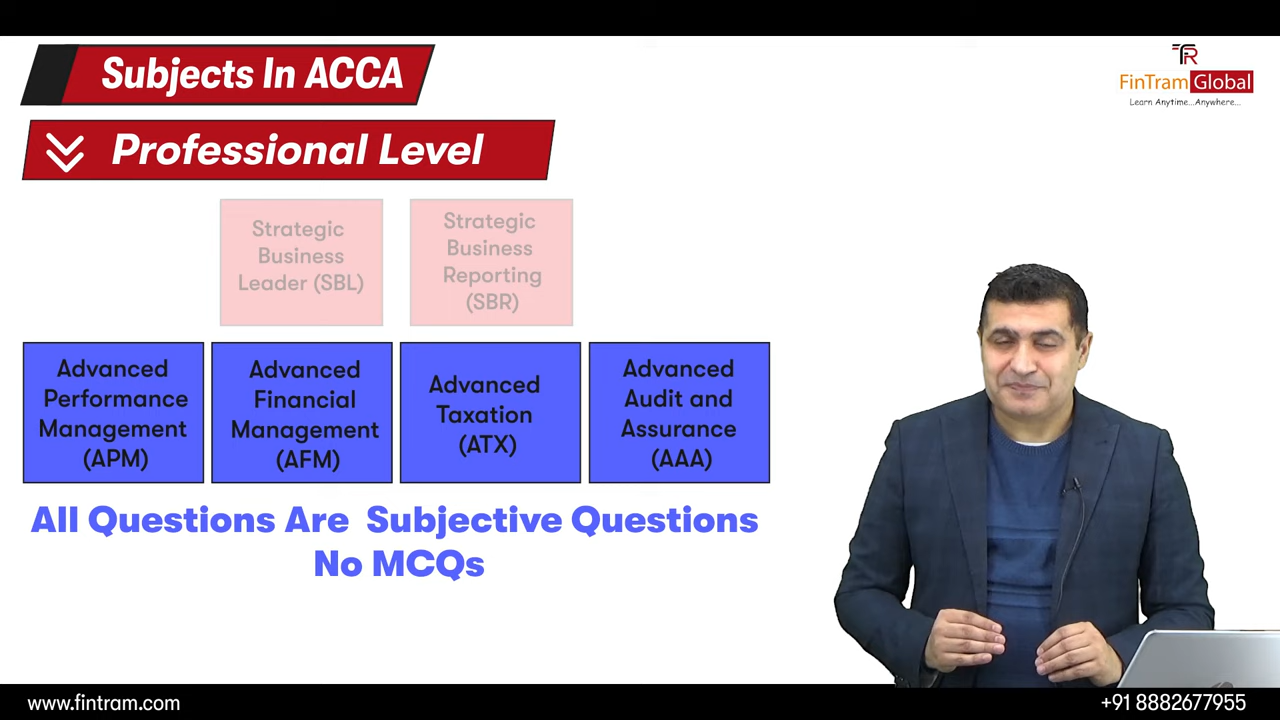 Subjects In ACCA
FR
FinTram Global
Learn Anytime...Anywhere...
Professional Level
Strategic
Business
Leader (SBL)
Strategic
Business
Reporting
(SBR)
Advanced
Performance
Management
(APM)
Advanced
Financial
Management
(AFM)
Advanced
Taxation
(ATX)
Advanced
Audit and
Assurance
(AAA)
All Questions Are Subjective Questions
No MCQs
www.fintram.com
+91 8882677955